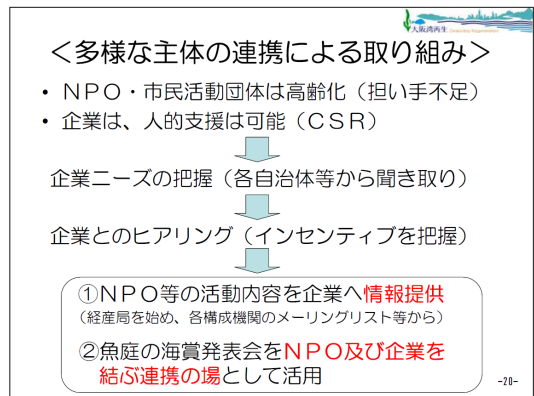 大阪湾再生
＜多様な主体の連携による取り組み＞
・ＮＰＯ・市民活動団体は高齢化（担い手不足）
・企業は、人的支援は可能（ＣＳＲ）
企業ニーズの把握（各自治体等から聞き取り）
企業とのヒアリング（インセンティブを把握）
①ＮＰＯ等の活動内容を企業へ情報提供
（経産局を始め、各構成機関のメーリングリスト等から）
②魚庭の海賞発表会をＮＰＯ及び企業を
結ぶ連携の場として活用
-20-